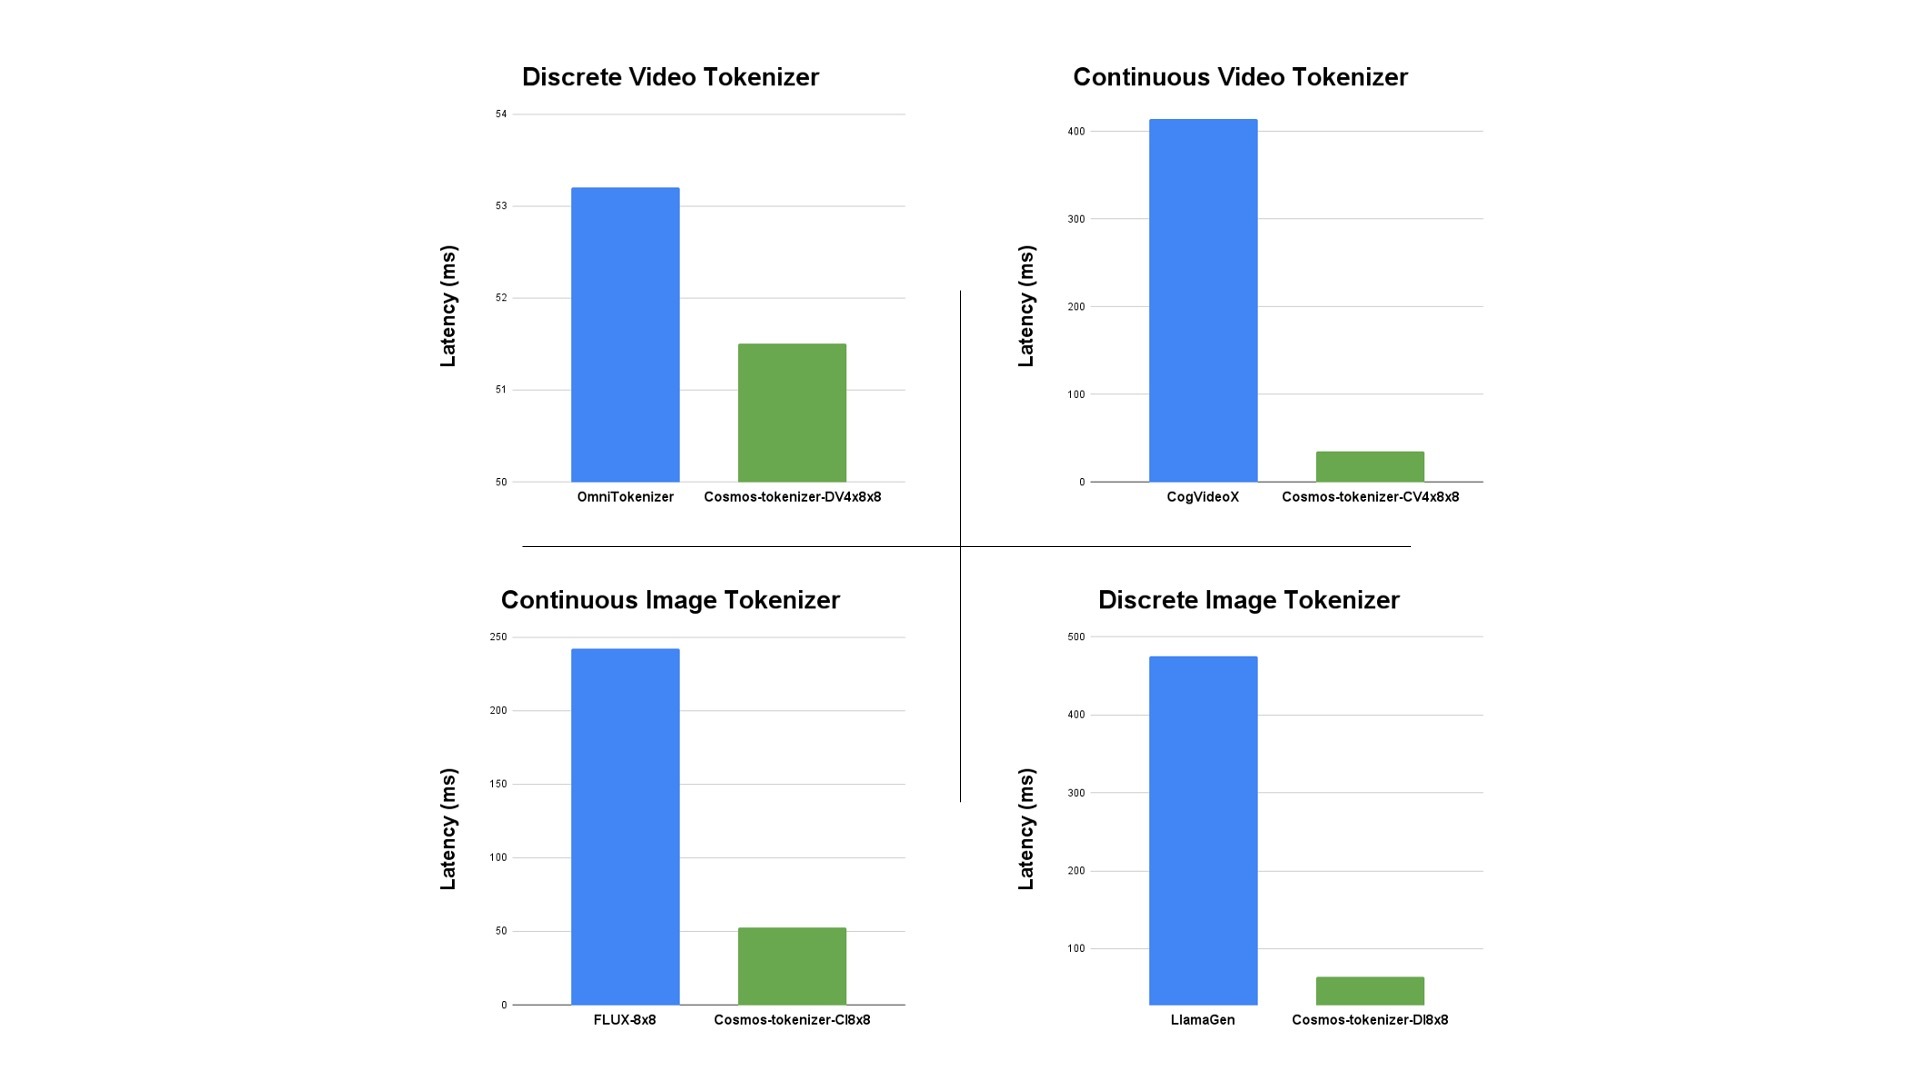 Discrete Video Tokenizer
Latency (ms)
54
53
52
51
50
OmniTokenizer
Cosmos-tokenizer-DV4x8x8
Continuous Video Tokenizer
Latency (ms)
400
300
200
100
0
CogVideoX
Cosmos-tokenizer-CV4x8x8
Continuous Image Tokenizer
Latency (ms)
250
200
150
100
50
0
FLUX-8x8
Cosmos-tokenizer-CI8x8
Discrete Image Tokenizer
Latency (ms)
500
400
300
200
100
LlamaGen
Cosmos-tokenizer-DI8x8